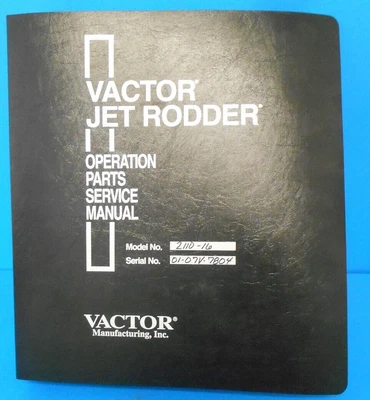 VACTOR®
JET RODDER®
OPERATION
PARTS
SERVICE
MANUAL
Model No. 2110-16
Serial No. 01-07V-7804
VACTOR®
Manufacturing, Inc.